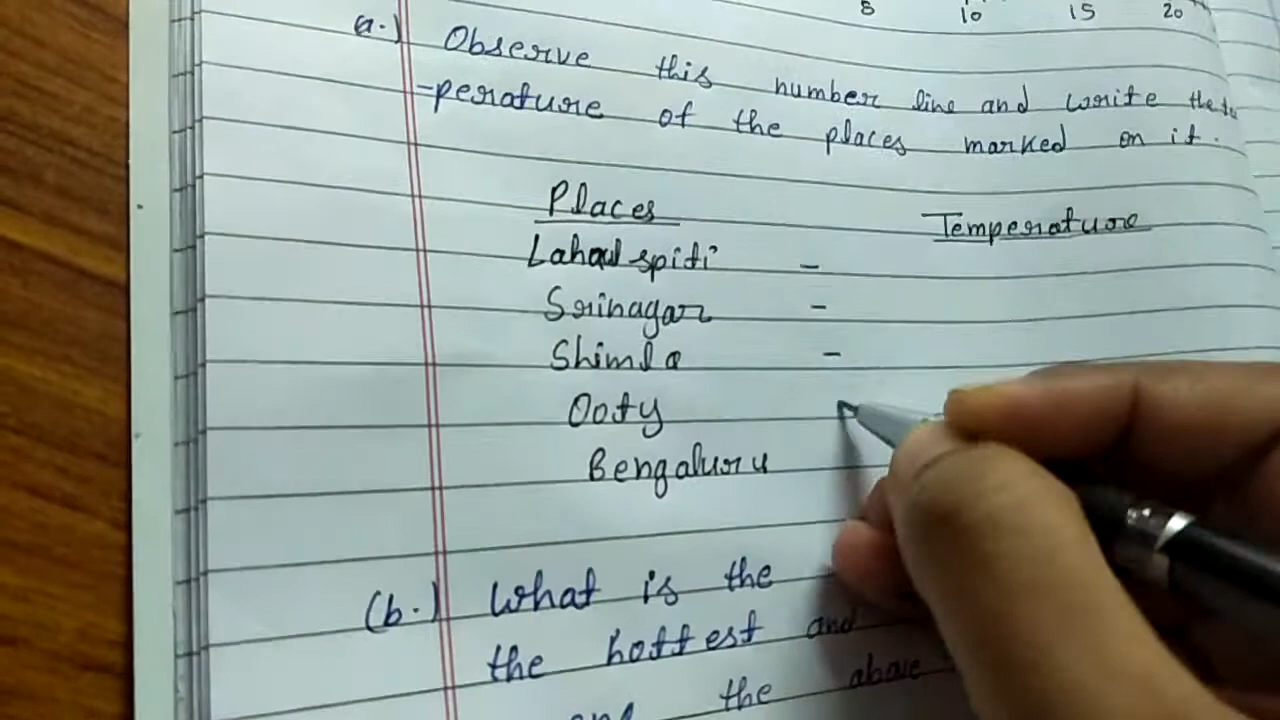 5 10 15 20
a.) Observe this number line and write the te
-perature of the places marked on it.
Places Temperature
Lahaul spiti -
Srinagar -
Shimla -
Ooty
Bengaluru
(b.) What is the
the hottest and
the above